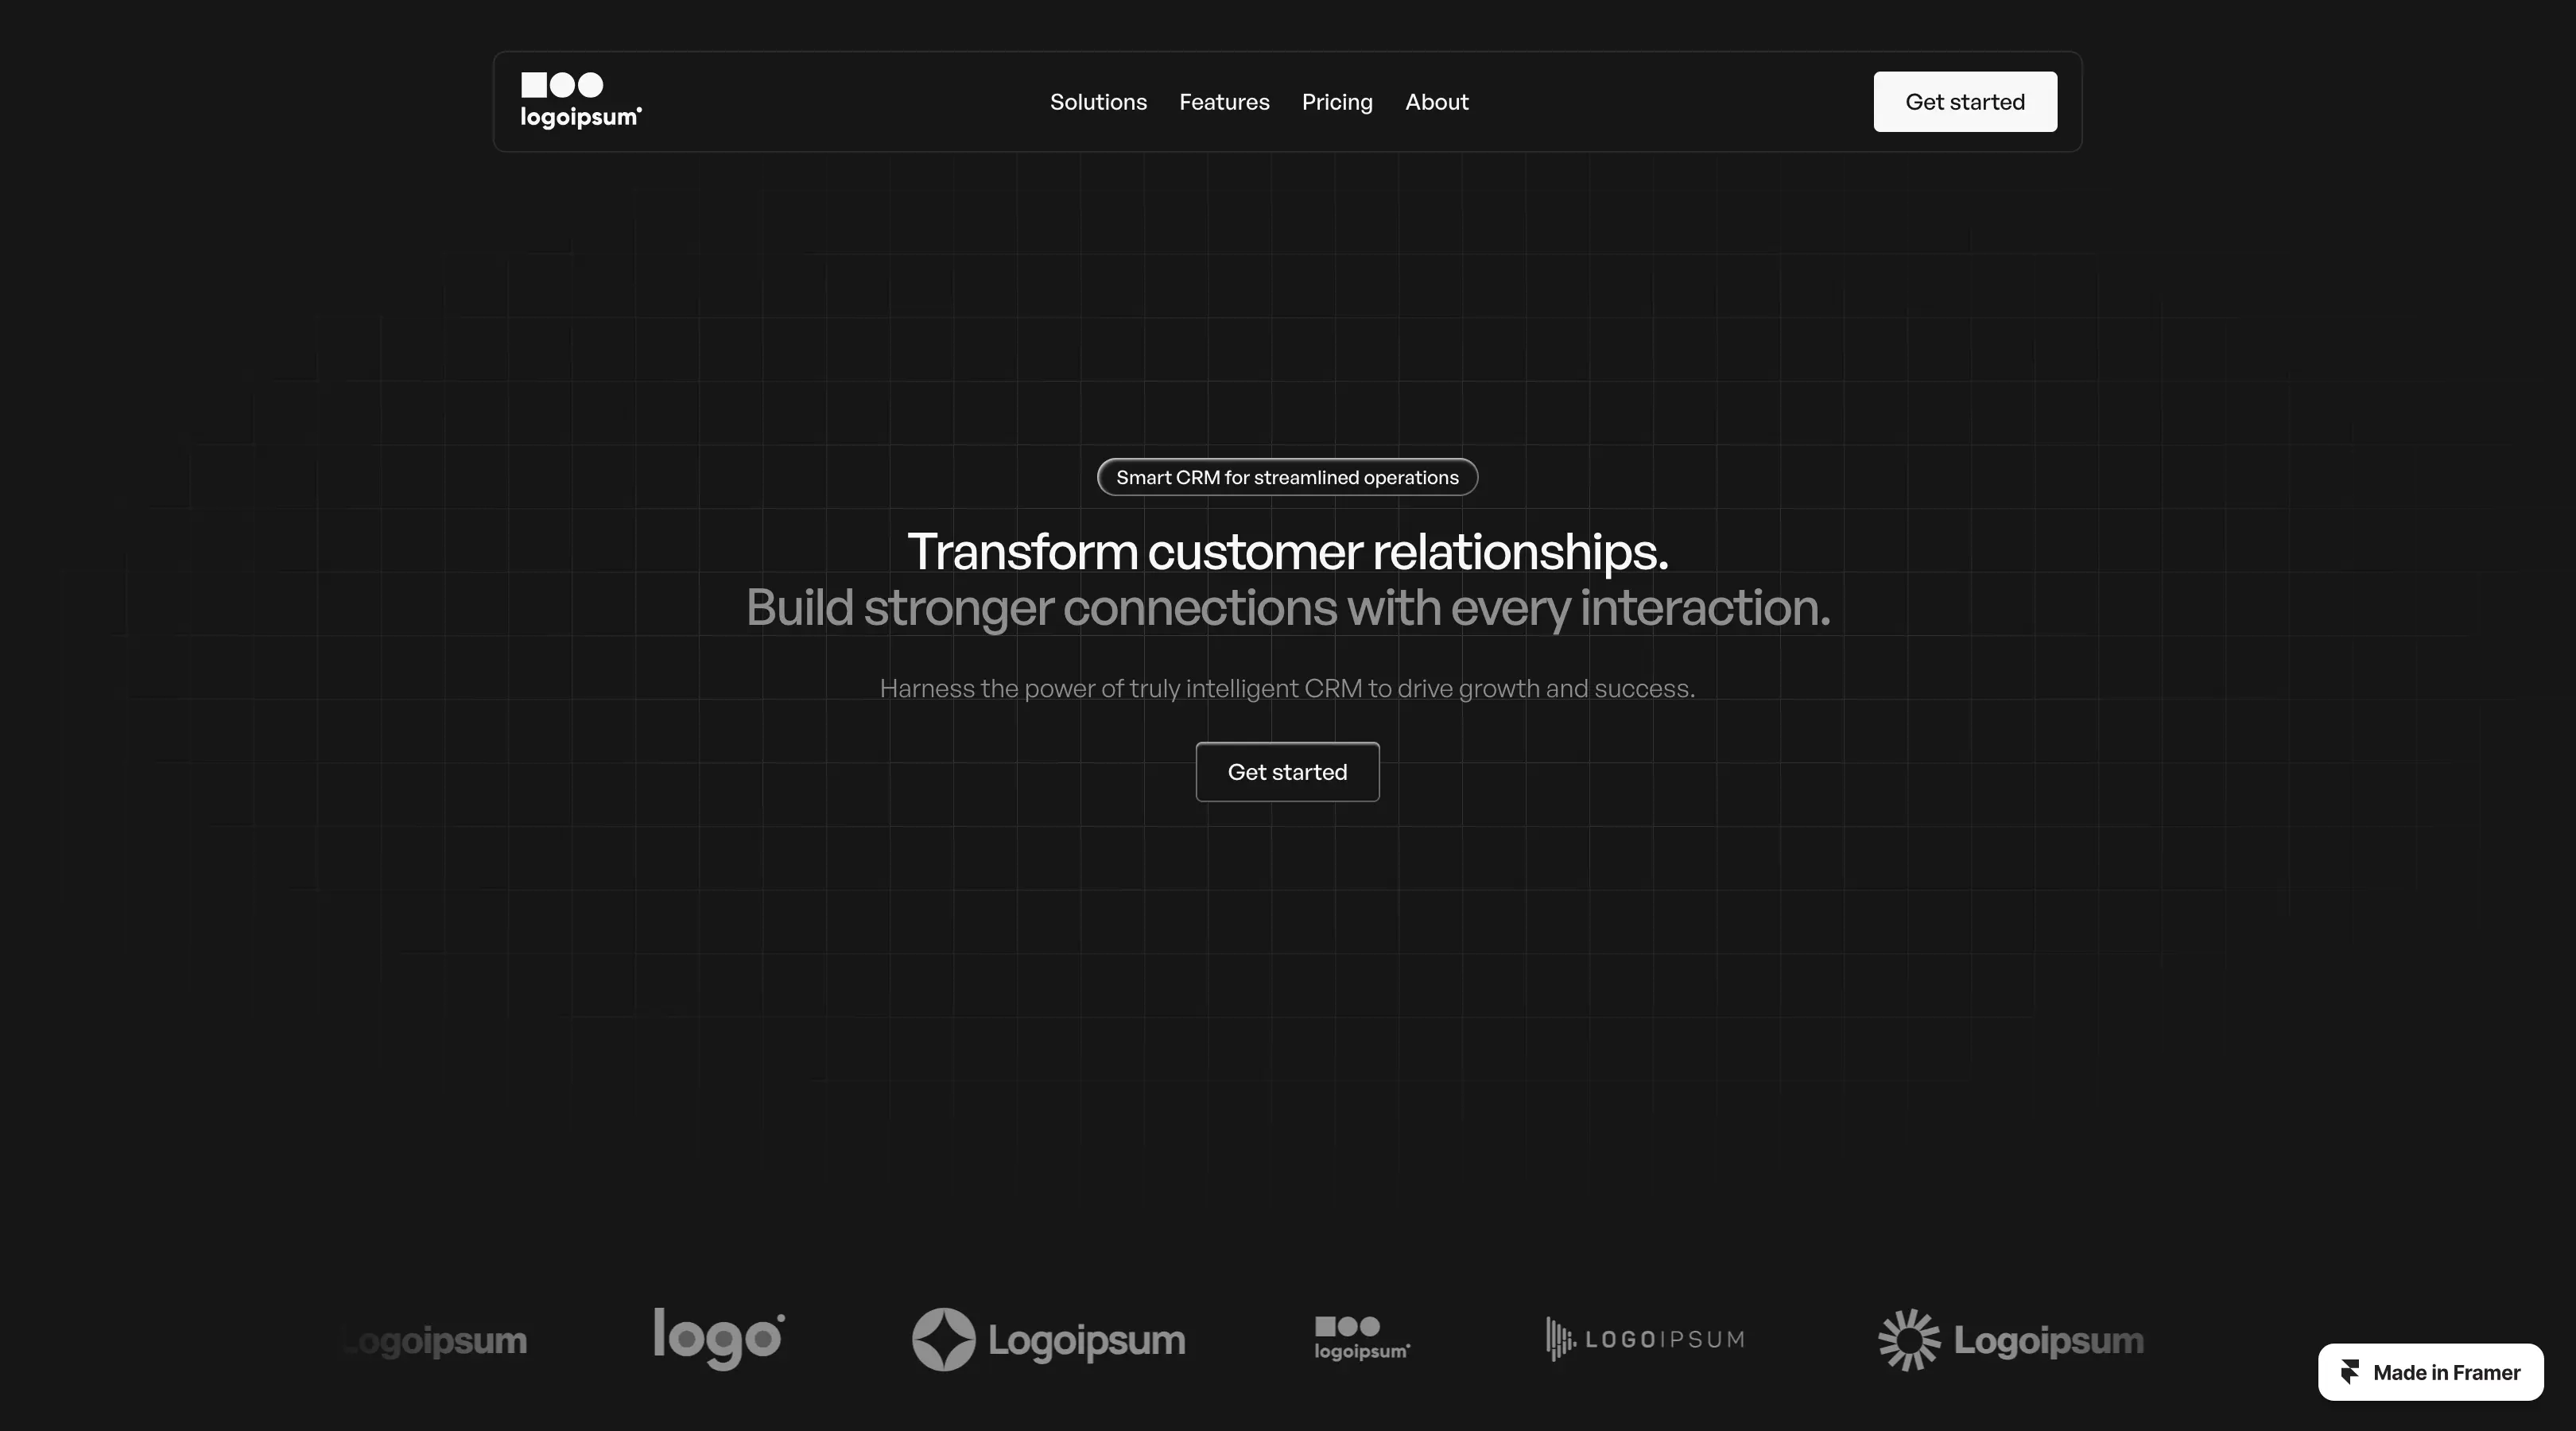 logoipsum
Solutions
Features
Pricing
About
Get started
Smart CRM for streamlined operations
Transform customer relationships.
Build stronger connections with every interaction.
Harness the power of truly intelligent CRM to drive growth and success.
Get started
Logoipsum
logo
Logoipsum
logoipsum
LOGOIPSUM
Logoipsum
Made in Framer